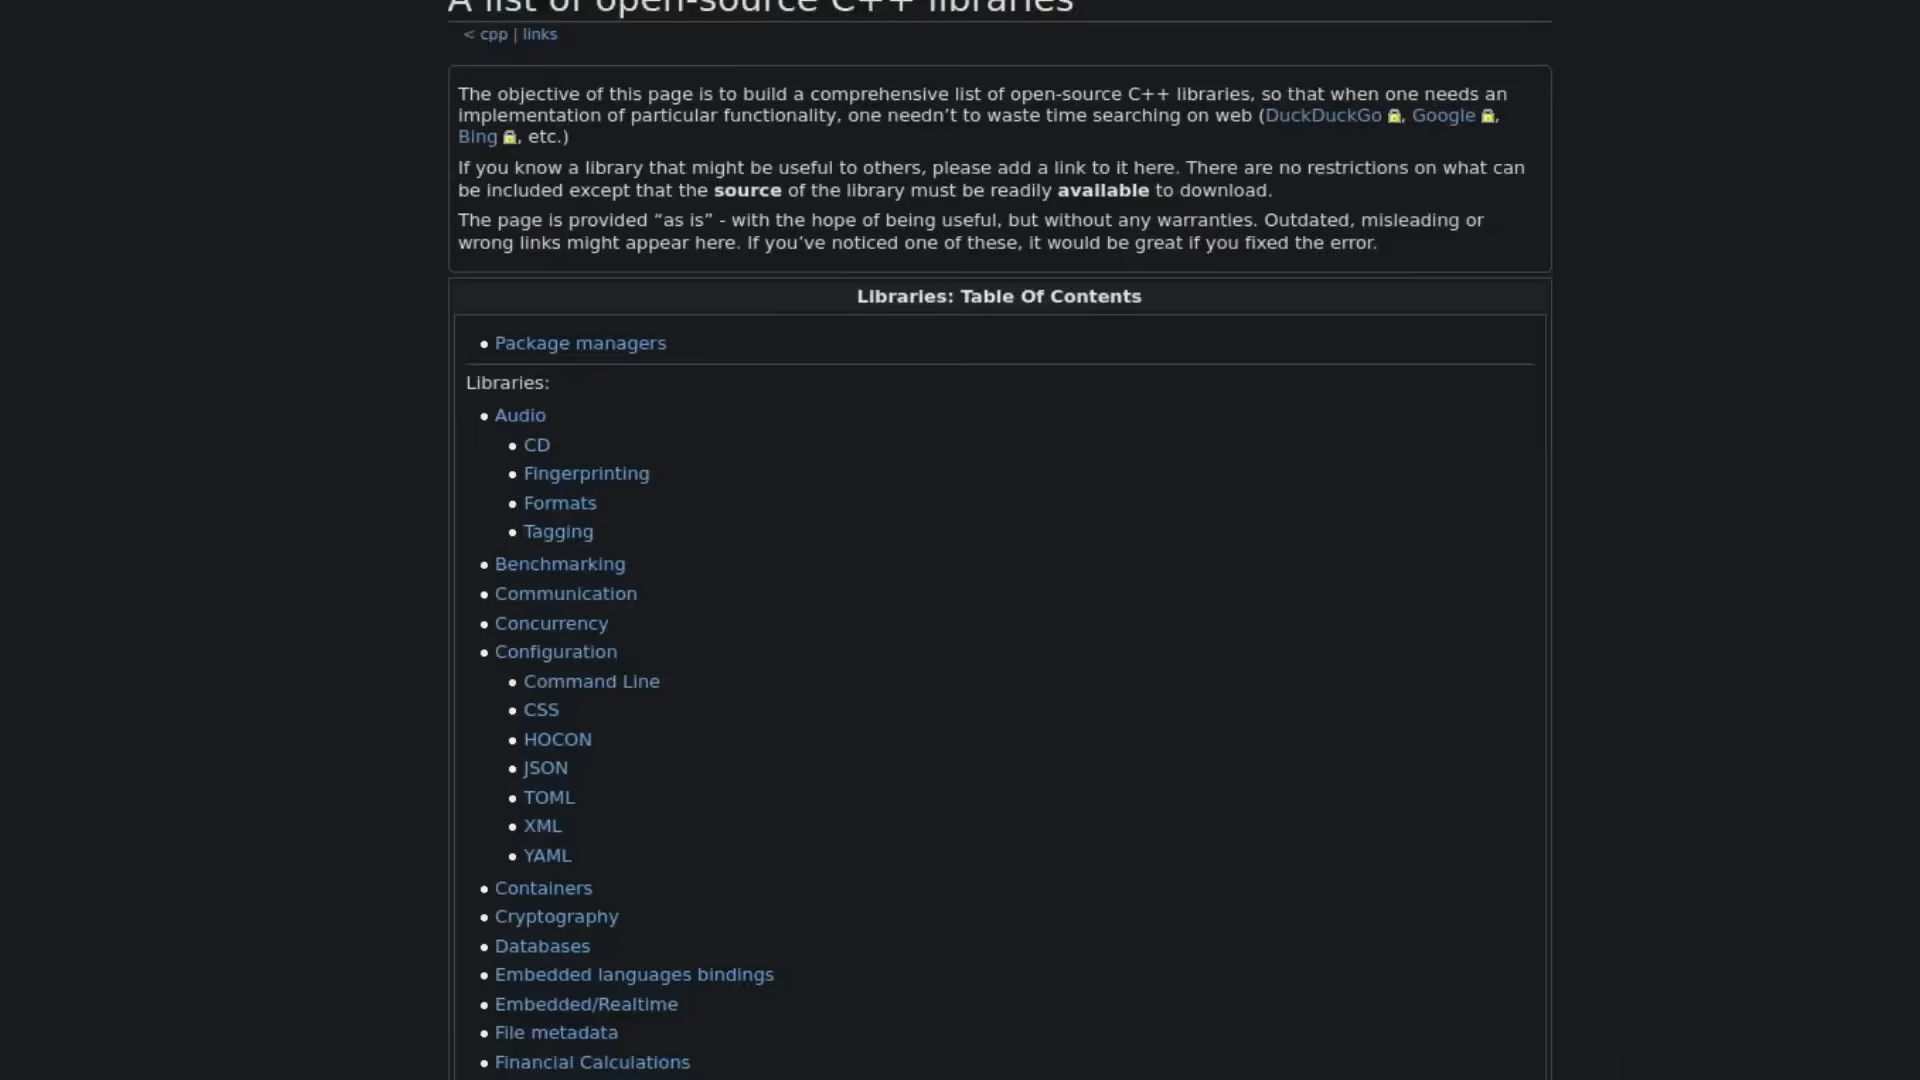 A list of open-source C++ libraries
< cpp | links
The objective of this page is to build a comprehensive list of open-source C++ libraries, so that when one needs an
implementation of particular functionality, one needn’t to waste time searching on web (DuckDuckGo, Google,
Bing, etc.)
If you know a library that might be useful to others, please add a link to it here. There are no restrictions on what can
be included except that the source of the library must be readily available to download.
The page is provided “as is” - with the hope of being useful, but without any warranties. Outdated, misleading or
wrong links might appear here. If you’ve noticed one of these, it would be great if you fixed the error.
Libraries: Table Of Contents
Package managers
Libraries:
Audio
CD
Fingerprinting
Formats
Tagging
Benchmarking
Communication
Concurrency
Configuration
Command Line
CSS
HOCON
JSON
TOML
XML
YAML
Containers
Cryptography
Databases
Embedded languages bindings
Embedded/Realtime
File metadata
Financial Calculations